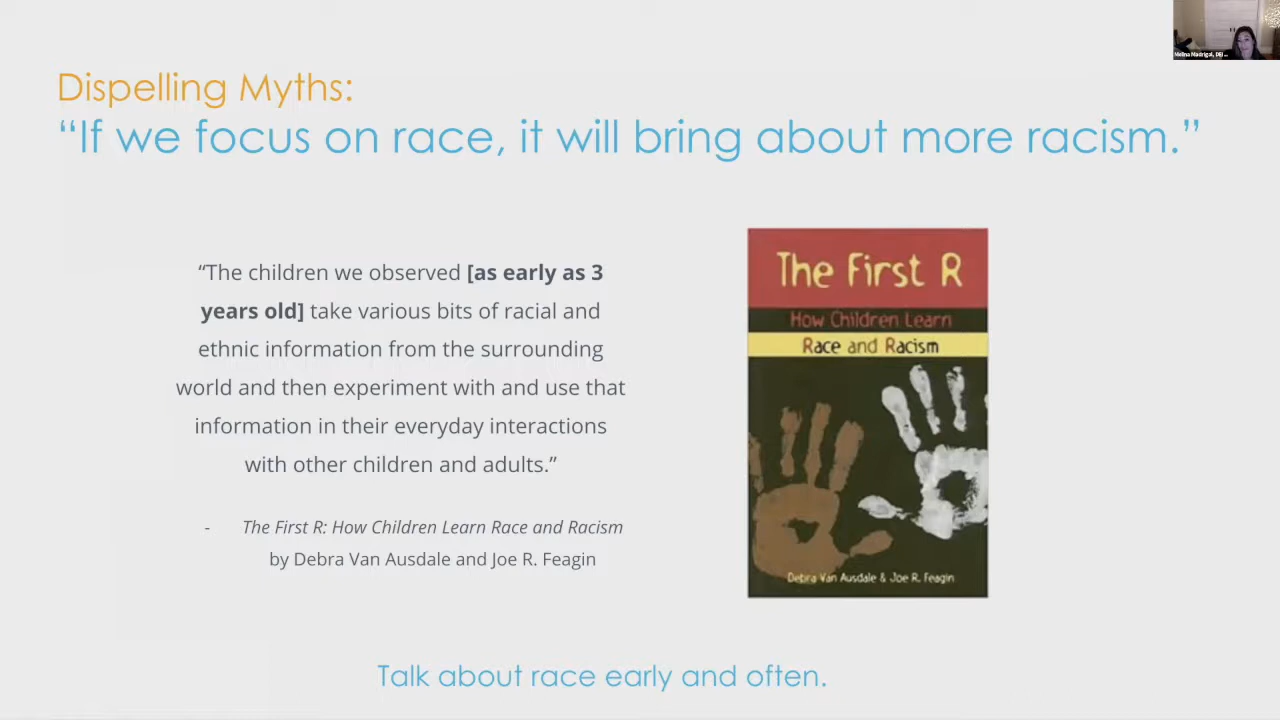 Melina Madrigal, DEI ...
Dispelling Myths:
“If we focus on race, it will bring about more racism.”
“The children we observed [as early as 3
years old] take various bits of racial and
ethnic information from the surrounding
world and then experiment with and use that
information in their everyday interactions
with other children and adults.”
- The First R: How Children Learn Race and Racism
by Debra Van Ausdale and Joe R. Feagin
The First R
How Children Learn
Race and Racism
Debra Van Ausdale & Joe R. Feagin
Talk about race early and often.